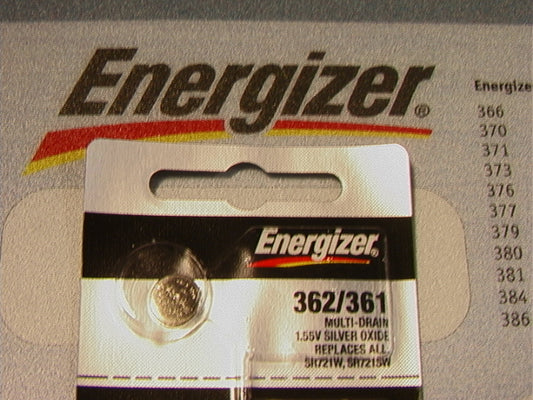 Energizer®
Energize
366
370
371
373
376
377
379
380
381
384
386
Energizer®
362/361
MULTI-DRAIN
1.55V SILVER OXIDE
REPLACES ALL
SR721W, SR721SW